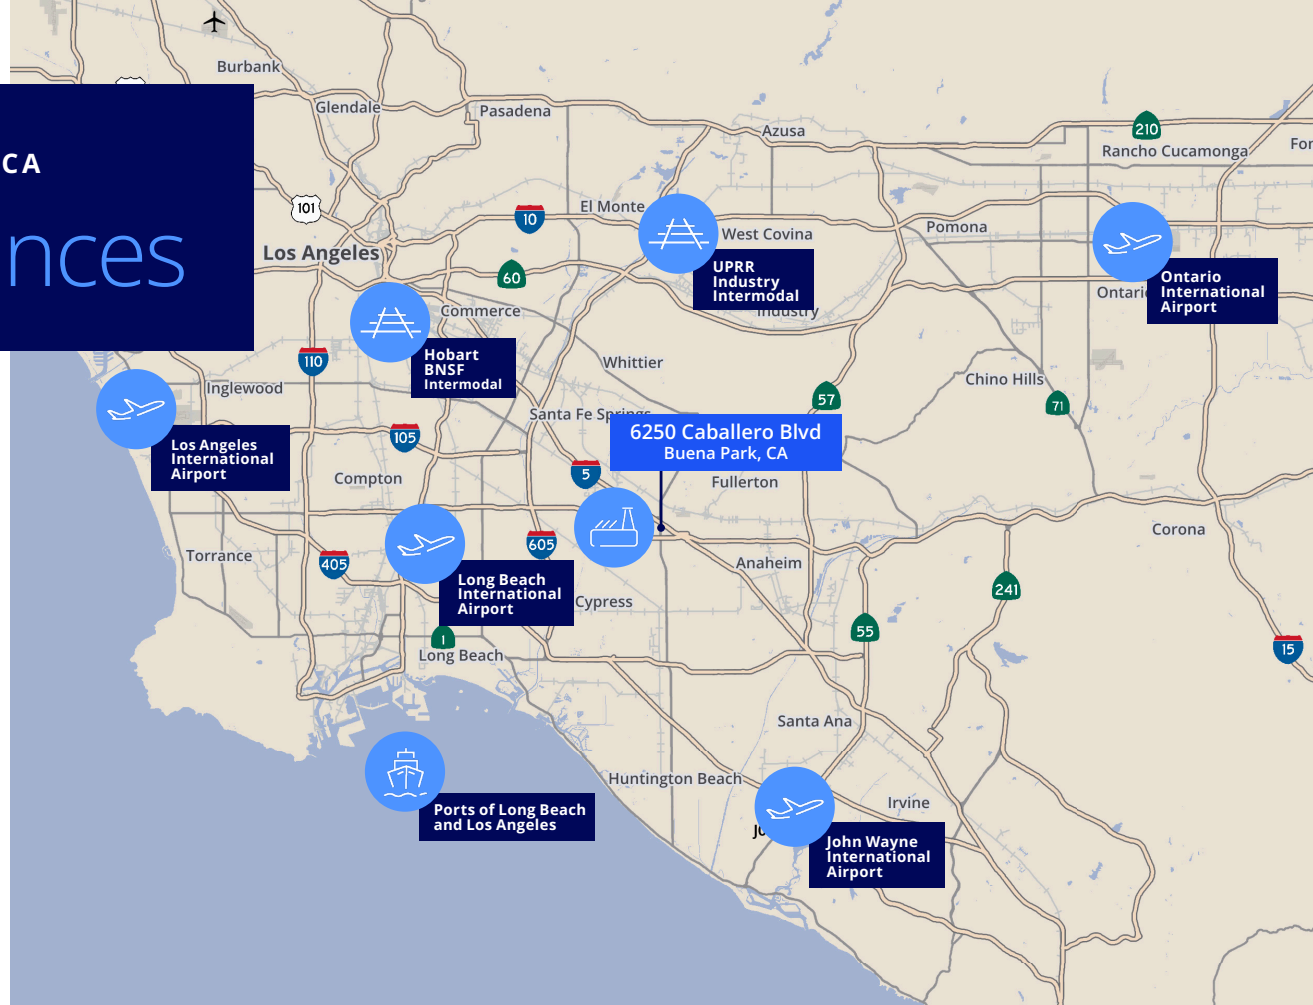 Burbank
Glendale
Pasadena
Azusa
210
Rancho Cucamonga
CA
nces
101
10
El Monte
West Covina
Pomona
Los Angeles
60
UPRR
Industry
Intermodal
Industry
Ontario
International
Airport
Commerce
Hobart
BNSF
Intermodal
110
Whittier
Inglewood
Chino Hills
57
71
Santa Fe Springs
6250 Caballero Blvd
Buena Park, CA
105
Los Angeles
International
Airport
Compton
5
Fullerton
Torrance
405
605
Corona
Anaheim
Long Beach
International
Airport
Cypress
241
55
1
Long Beach
15
Santa Ana
Huntington Beach
Irvine
Ports of Long Beach
and Los Angeles
John Wayne
International
Airport